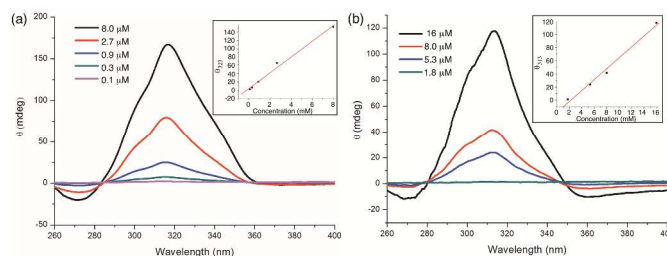 (a)
θ (mdeg)
200
150
100
50
0
-50
8.0 µM
2.7 µM
0.9 µM
0.3 µM
0.1 µM
160
140
120
100
80
60
40
20
0
-20
0 2 4 6 8
Concentration (mM)
260 280 300 320 340 360 380 400
Wavelength (nm)
(b)
θ (mdeg)
120
100
80
60
40
20
0
-20
16 µM
8.0 µM
5.3 µM
1.8 µM
θ315
120
100
80
60
40
20
0
0 2 4 6 8 10 12 14 16
Concentration (mM)
260 280 300 320 340 360 380 400
Wavelength (nm)